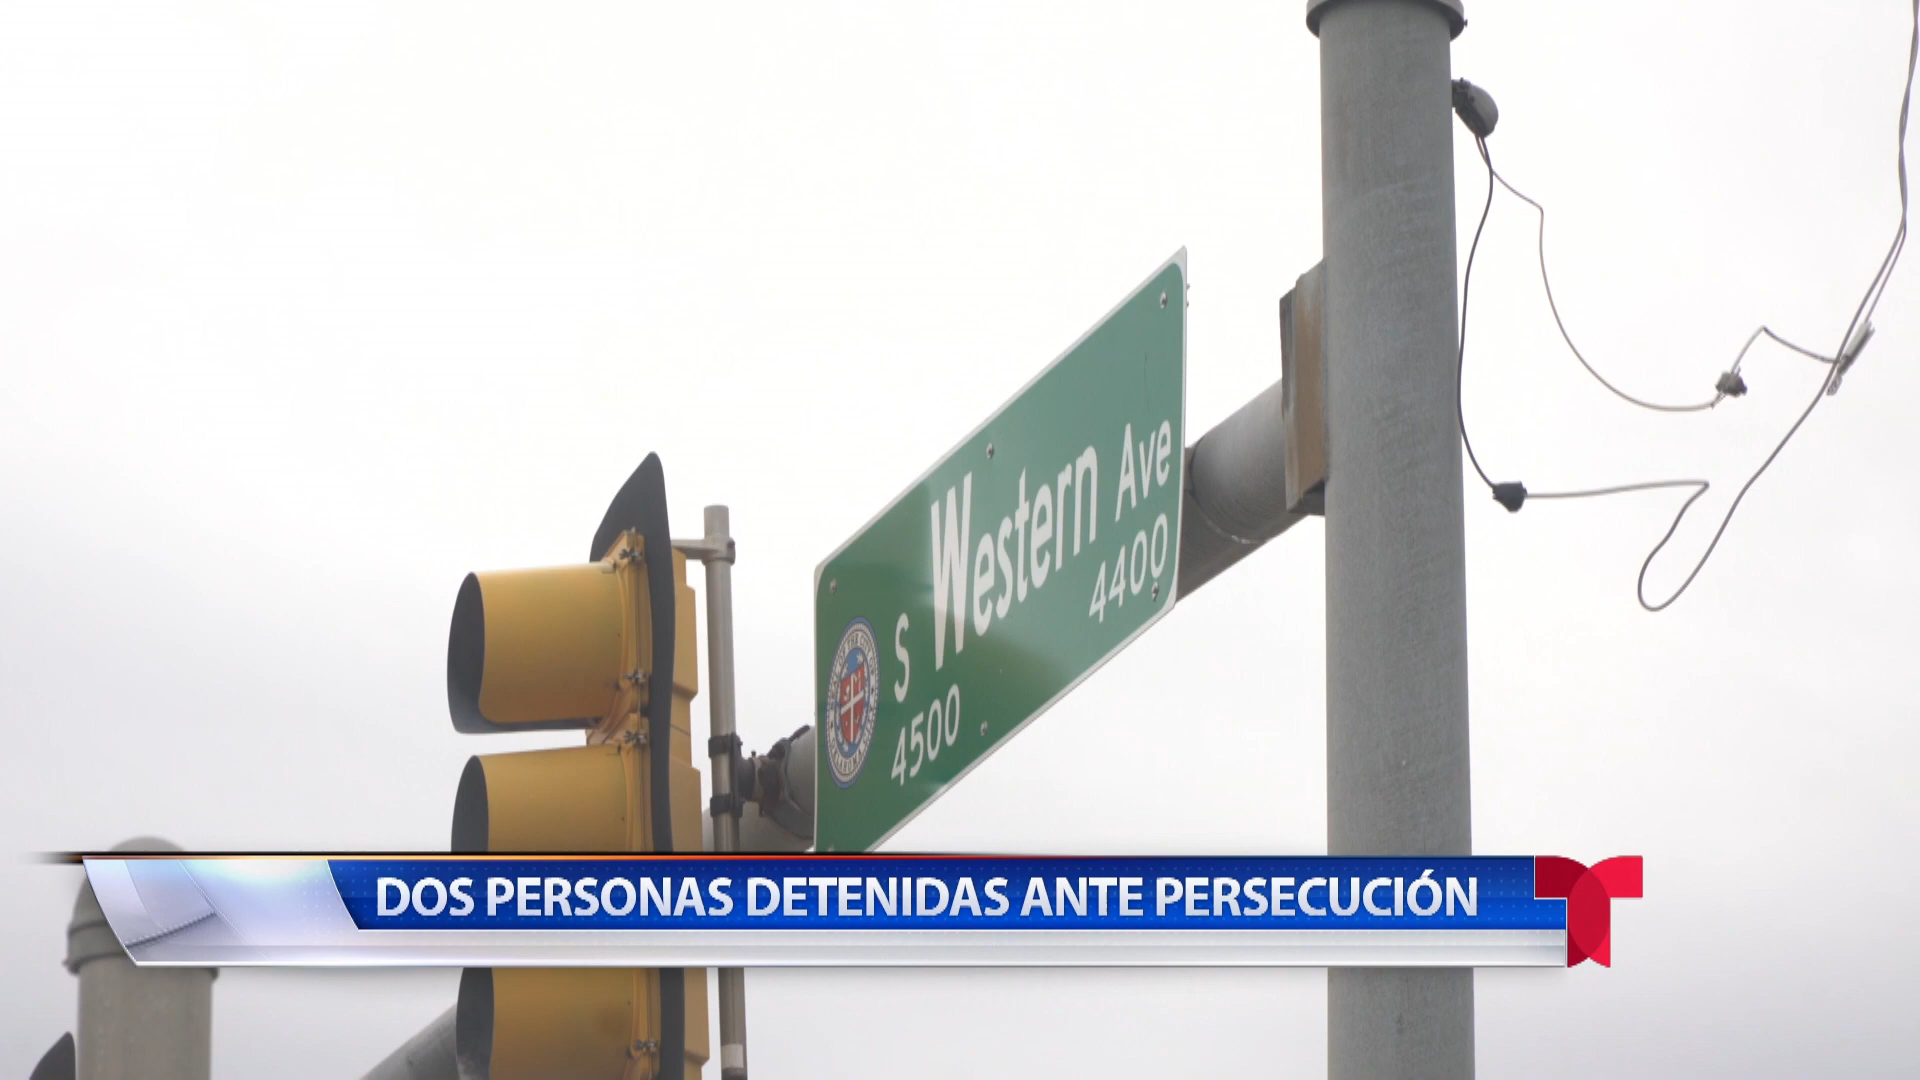 S Western Ave
4500 4400
DOS PERSONAS DETENIDAS ANTE PERSECUCIÓN